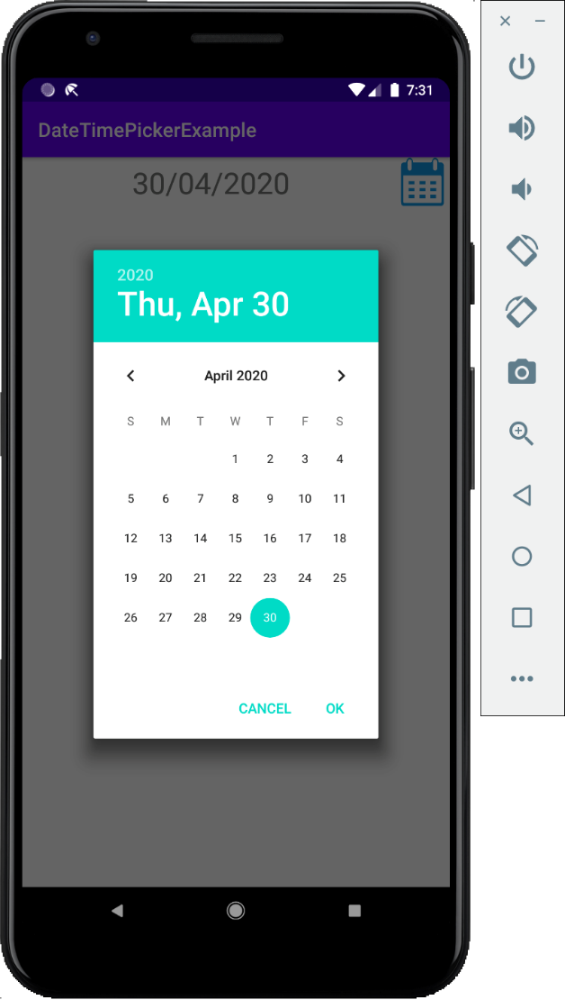 7:31
DateTimePickerExample
30/04/2020
2020
Thu, Apr 30
April 2020
S M T W T F S
1 2 3 4
5 6 7 8 9 10 11
12 13 14 15 16 17 18
19 20 21 22 23 24 25
26 27 28 29 30
CANCEL OK